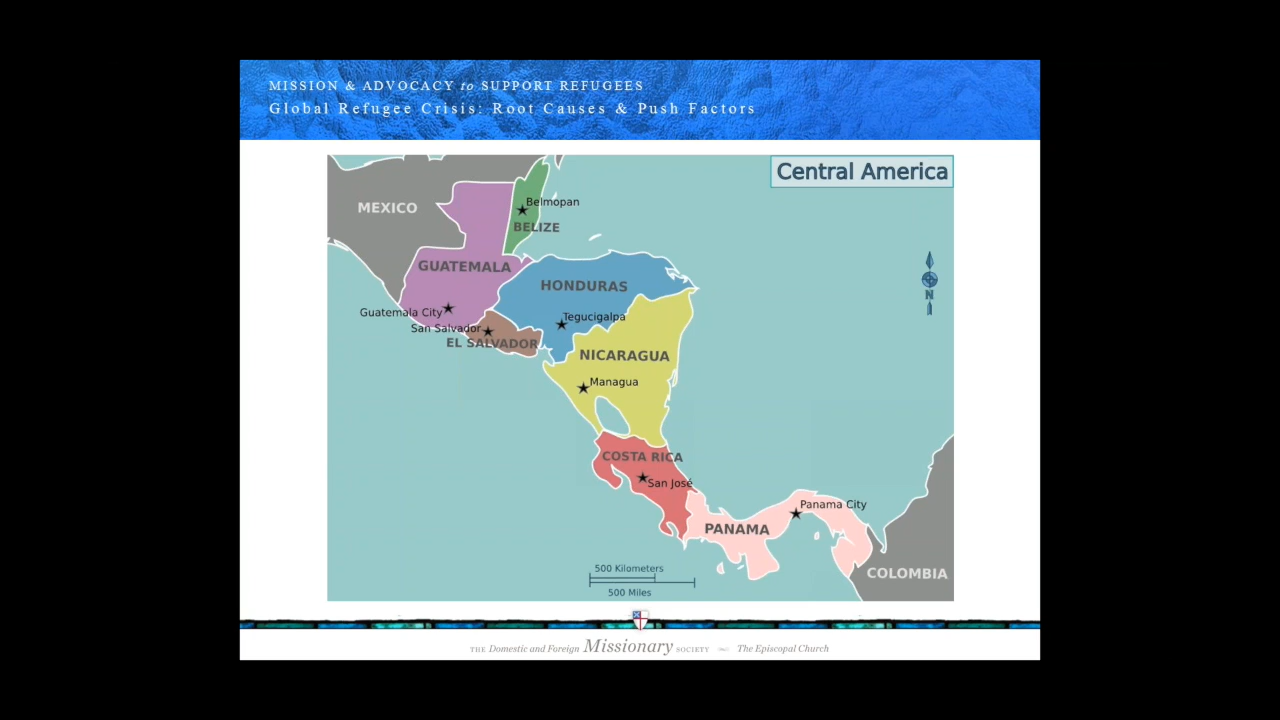 MISSION & ADVOCACY to SUPPORT REFUGEES
Global Refugee Crisis: Root Causes & Push Factors
Central America
MEXICO
Belmopan
BELIZE
GUATEMALA
HONDURAS
N
Guatemala City
Tegucigalpa
San Salvador
EL SALVADOR
NICARAGUA
Managua
COSTA RICA
San José
Panama City
PANAMA
COLOMBIA
500 Kilometers
500 Miles
THE Domestic and Foreign Missionary SOCIETY The Episcopal Church